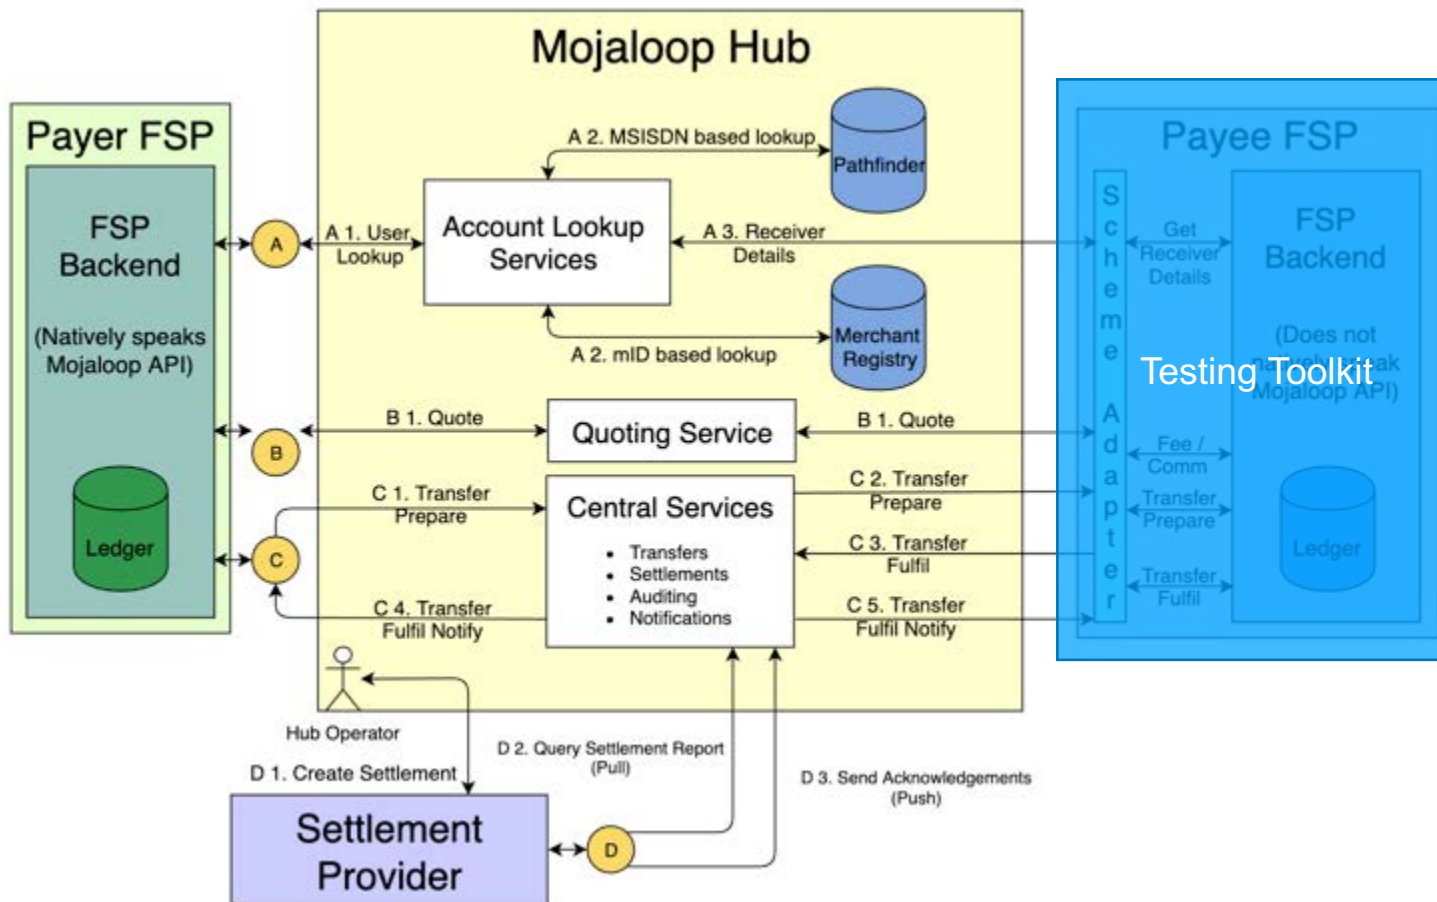 Mojaloop Hub
Payer FSP
FSP
Backend
(Natively speaks
Mojaloop API)
Ledger
A
B
C
A 1. User
Lookup
A 2. MSISDN based lookup
Pathfinder
Account Lookup
Services
A 3. Receiver
Details
Merchant
Registry
A 2. mID based lookup
B 1. Quote
Quoting Service
B 1. Quote
C 1. Transfer
Prepare
Central Services
• Transfers
• Settlements
• Auditing
• Notifications
C 2. Transfer
Prepare
C 3. Transfer
Fulfil
C 4. Transfer
Fulfil Notify
C 5. Transfer
Fulfil Notify
Payee FSP
Scheme Adapter
Get
Receiver
Details
FSP
Backend
(Does not
natively speak
Mojaloop API)
Testing Toolkit
Fee /
Comm
Transfer
Prepare
Transfer
Fulfil
Ledger
Hub Operator
D 1. Create Settlement
D 2. Query Settlement Report
(Pull)
D 3. Send Acknowledgements
(Push)
Settlement
Provider
D